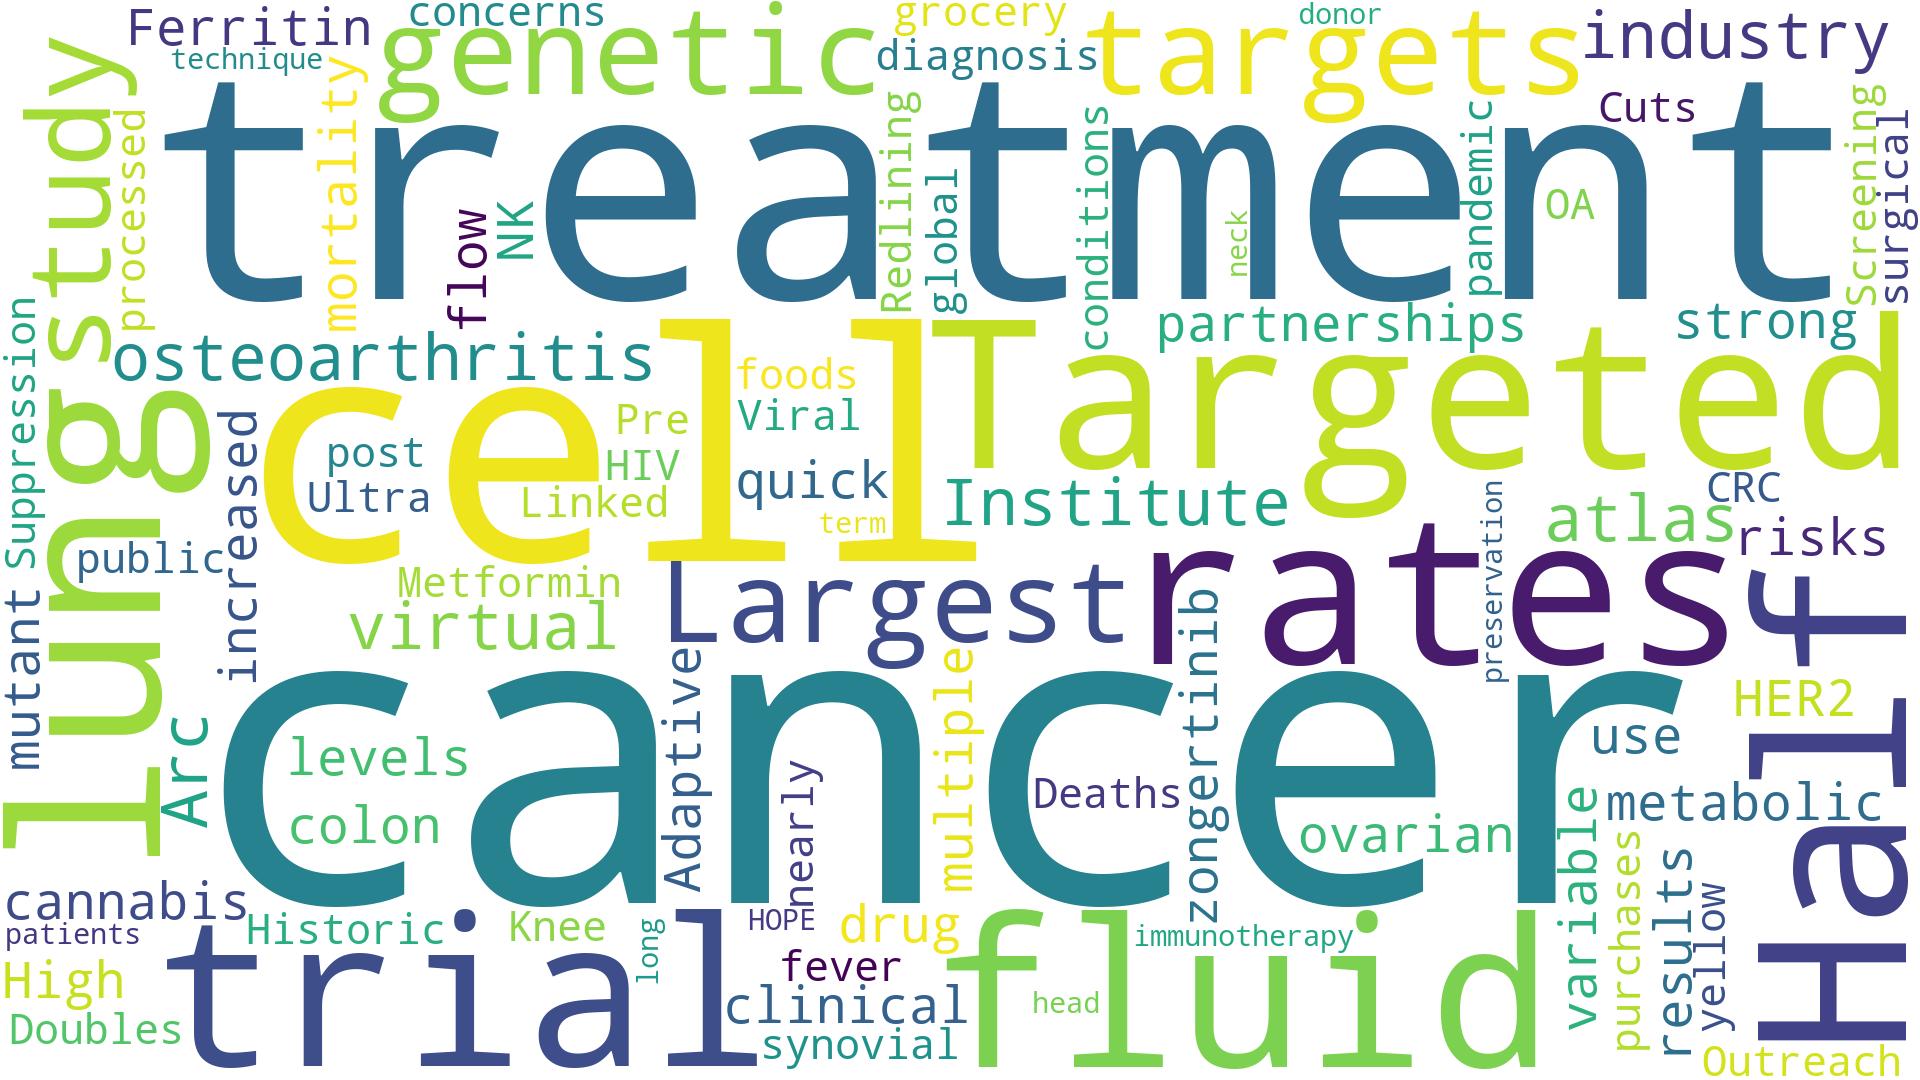 Ferritin
concerns
grocery
donor
industry
technique
genetic
diagnosis
targets
Cuts
study
processed
mortality
treatment
Redlining
global
conditions
neck
pandemic
OA
Screening
surgical
flow
NK
partnerships
strong
Suppression
osteoarthritis
cell
foods
Targeted
Viral
Pre
post
HIV
Ultra
Linked
quick
term
Institute
preservation
CRC
atlas
risks
lung
public
increased
Metformin
virtual
Largest
rates
Half
mutant
Arc
cancer
levels
colon
Adaptive
nearly
multiple
Deaths
zongertinib
ovarian
HER2
use
metabolic
variable
purchases
results
yellow
cannabis
patients
Historic
Knee
long
HOPE
drug
immunotherapy
High
Doubles
trial
fever
clinical
synovial
fluid
head
Outreach